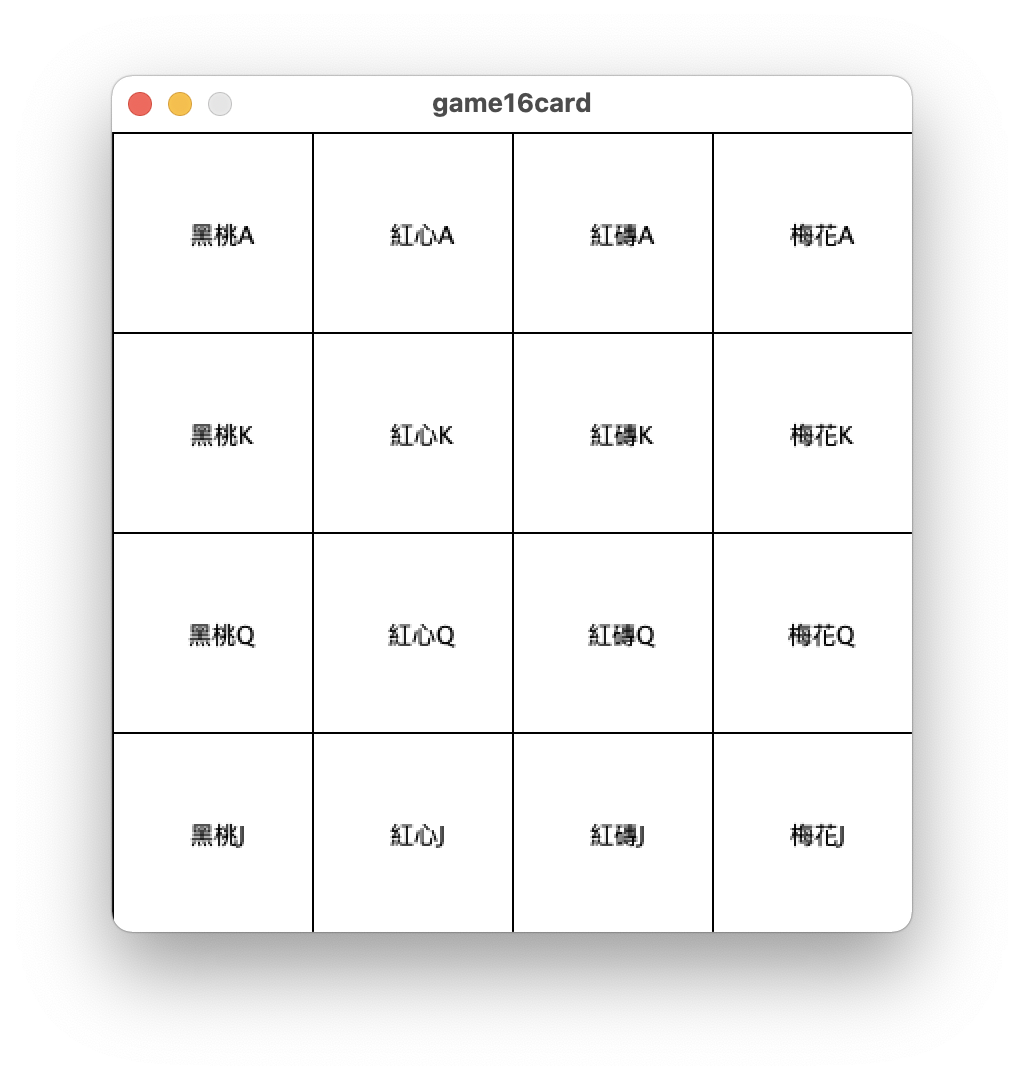 game16card
黑桃A 紅心A 紅磚A 梅花A
黑桃K 紅心K 紅磚K 梅花K
黑桃Q 紅心Q 紅磚Q 梅花Q
黑桃J 紅心J 紅磚J 梅花J